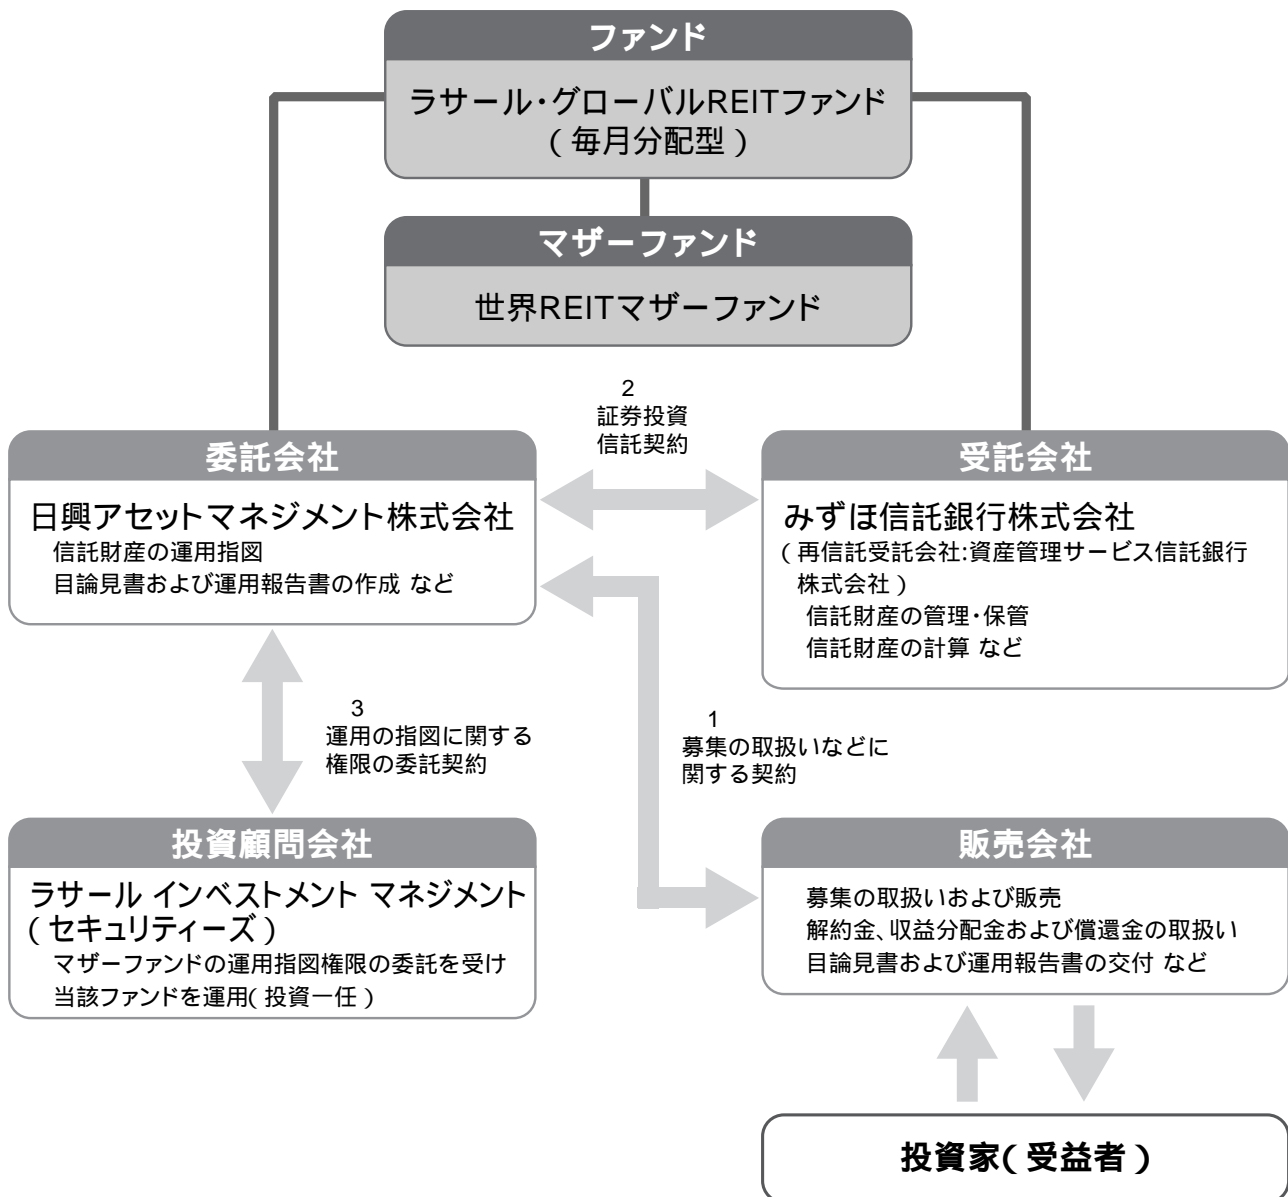 ファンド
ラサール・グローバルREITファンド
(毎月分配型)
マザーファンド
世界REITマザーファンド
2
証券投資
信託契約
委託会社
日興アセットマネジメント株式会社
信託財産の運用指図
目論見書および運用報告書の作成 など
受託会社
みずほ信託銀行株式会社
(再信託受託会社:資産管理サービス信託銀行
株式会社)
信託財産の管理・保管
信託財産の計算 など
3
運用の指図に関する
権限の委託契約
1
募集の取扱いなどに
関する契約
投資顧問会社
ラサール インベストメント マネジメント
(セキュリティーズ)
マザーファンドの運用指図権限の委託を受け
当該ファンドを運用(投資一任)
販売会社
募集の取扱いおよび販売
解約金、収益分配金および償還金の取扱い
目論見書および運用報告書の交付 など
投資家(受益者)